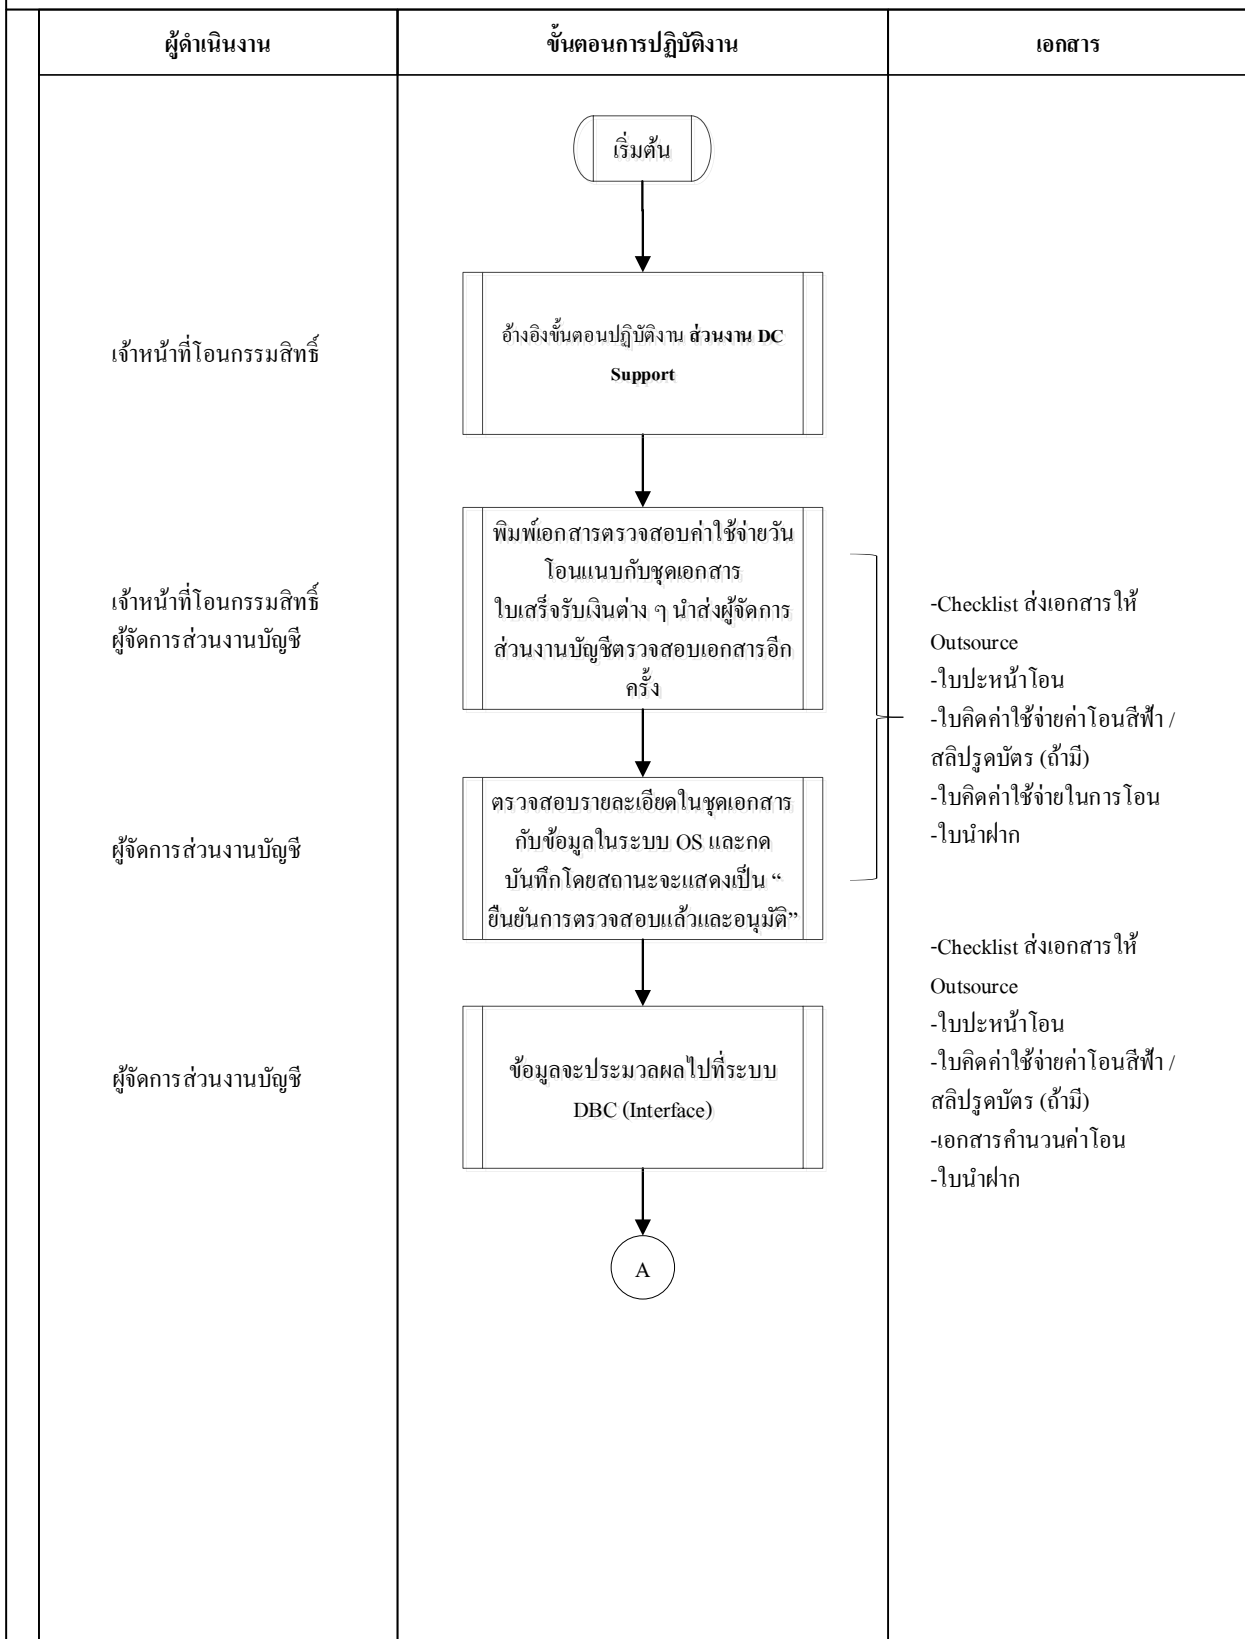 ผู้ดำเนินงาน
ขั้นตอนการปฏิบัติงาน
เอกสาร
เริ่มต้น
เจ้าหน้าที่โอนกรรมสิทธิ์
อ้างอิงขั้นตอนปฏิบัติงาน ส่วนงาน DC
Support
เจ้าหน้าที่โอนกรรมสิทธิ์
ผู้จัดการส่วนงานบัญชี
พิมพ์เอกสารตรวจสอบค่าใช้จ่ายวัน
โอนแนบกับชุดเอกสาร
ใบเสร็จรับเงินต่าง ๆ นำส่งผู้จัดการ
ส่วนงานบัญชีตรวจสอบเอกสารอีก
ครั้ง
-Checklist ส่งเอกสารให้
Outsource
-ใบปะหน้าโอน
-ใบคิดค่าใช้จ่ายค่าโอนสีฟ้า /
สลิปรูดบัตร (ถ้ามี)
-ใบคิดค่าใช้จ่ายในการโอน
-ใบนำฝาก
ผู้จัดการส่วนงานบัญชี
ตรวจสอบรายละเอียดในชุดเอกสาร
กับข้อมูลในระบบ OS และกด
บันทึกโดยสถานะจะแสดงเป็น “
ยืนยันการตรวจสอบแล้วและอนุมัติ”
ผู้จัดการส่วนงานบัญชี
ข้อมูลจะประมวลผลไปที่ระบบ
DBC (Interface)
-Checklist ส่งเอกสารให้
Outsource
-ใบปะหน้าโอน
-ใบคิดค่าใช้จ่ายค่าโอนสีฟ้า /
สลิปรูดบัตร (ถ้ามี)
-เอกสารคำนวนค่าโอน
-ใบนำฝาก
A